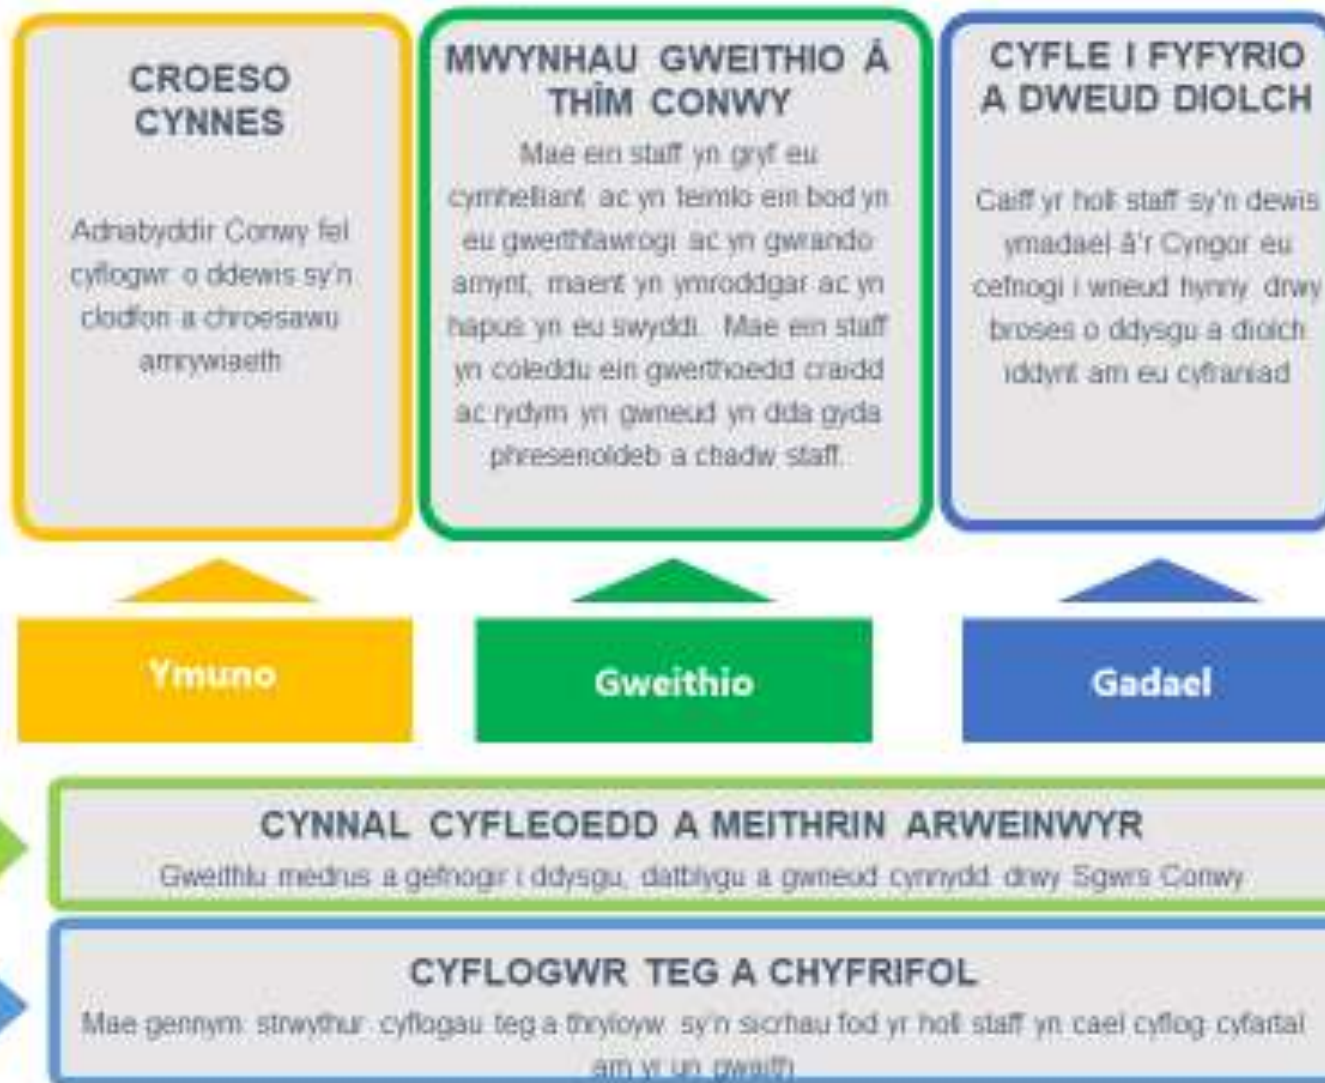 CROESO
CYNNES
Adnabyddir Conwy fel
cyflogwr o ddewis sy'n
clodfori a chroesawu
amrywiaeth
MWYNHAU GWEITHIO Â
THÎM CONWY
Mae ein staff yn gryf eu
cymhelliant ac yn teimlo ein bod yn
eu gwerthfawrogi ac yn gwrando
arnynt, maent yn ymroddgar ac yn
hapus yn eu swyddi. Mae ein staff
yn coleddu ein gwerthoedd craidd
ac rydym yn gwneud yn dda gyda
phresenoldeb a chadw staff.
CYFLE I FYFYRIO
A DWEUD DIOLCH
Caiff yr holl staff sy'n dewis
ymadael â'r Cyngor eu
cefnogi i wneud hynny drwy
broses o ddysgu a diolch
iddynt am eu cyfraniad
Ymuno
Gweithio
Gadael
CYNNAL CYFLEOEDD A MEITHRIN ARWEINWYR
Gweithlu medrus a gefnogir i ddysgu, datblygu a gwneud cynnydd drwy Sgwrs Conwy
CYFLOGWR TEG A CHYFRIFOL
Mae gennym strwythur cyflogau teg a thryloyw sy'n sicrhau fod yr holl staff yn cael cyflog cyfartal
am yr un gwaith